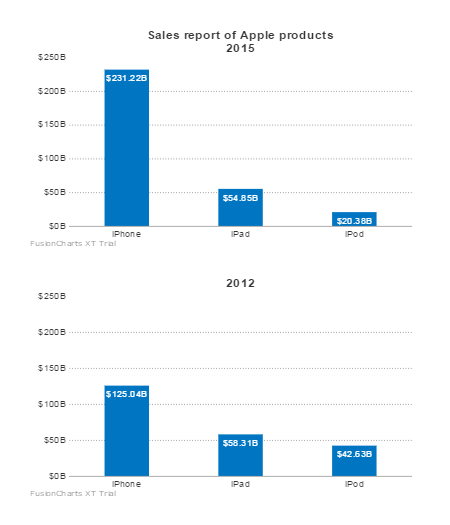 Sales report of Apple products
2015
$250B
$200B
$150B
$100B
$50B
$0B
$231.22B
$54.85B
$20.38B
iPhone
iPad
iPod
FusionCharts XT Trial
2012
$250B
$200B
$150B
$100B
$50B
$0B
$125.04B
$58.31B
$42.63B
iPhone
iPad
iPod
FusionCharts XT Trial